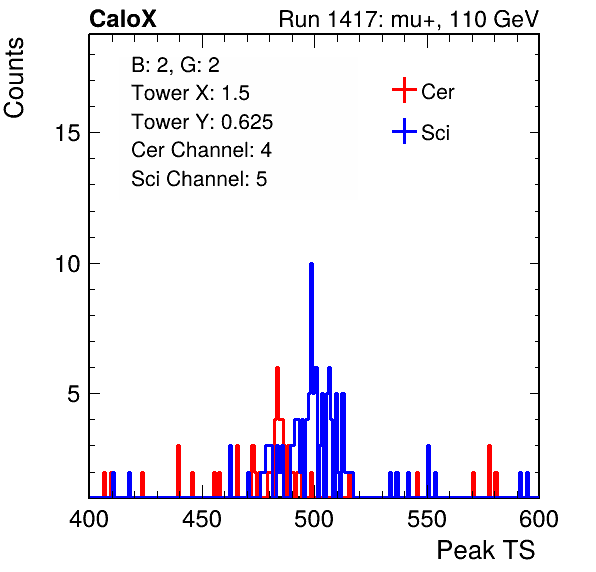 CaloX
Run 1417: mu+, 110 GeV
Counts
B: 2, G: 2
Tower X: 1.5
Tower Y: 0.625
Cer Channel: 4
Sci Channel: 5
Cer
Sci
15
10
5
400 450 500 550 600
Peak TS